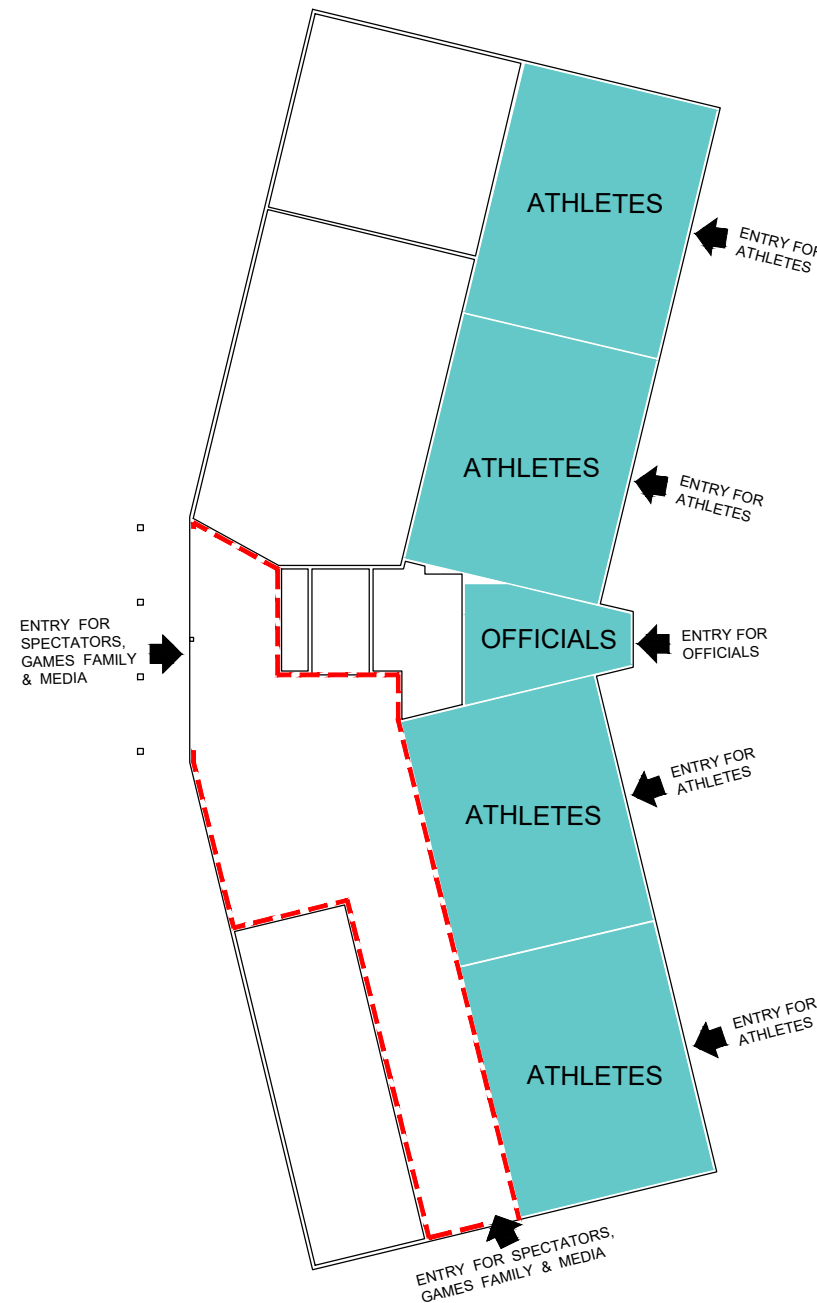 ATHLETES
ENTRY FOR
ATHLETES
ATHLETES
ENTRY FOR
ATHLETES
ENTRY FOR
SPECTATORS,
GAMES FAMILY
& MEDIA
OFFICIALS
ENTRY FOR
OFFICIALS
ATHLETES
ENTRY FOR
ATHLETES
ATHLETES
ENTRY FOR
ATHLETES
ENTRY FOR SPECTATORS,
GAMES FAMILY & MEDIA